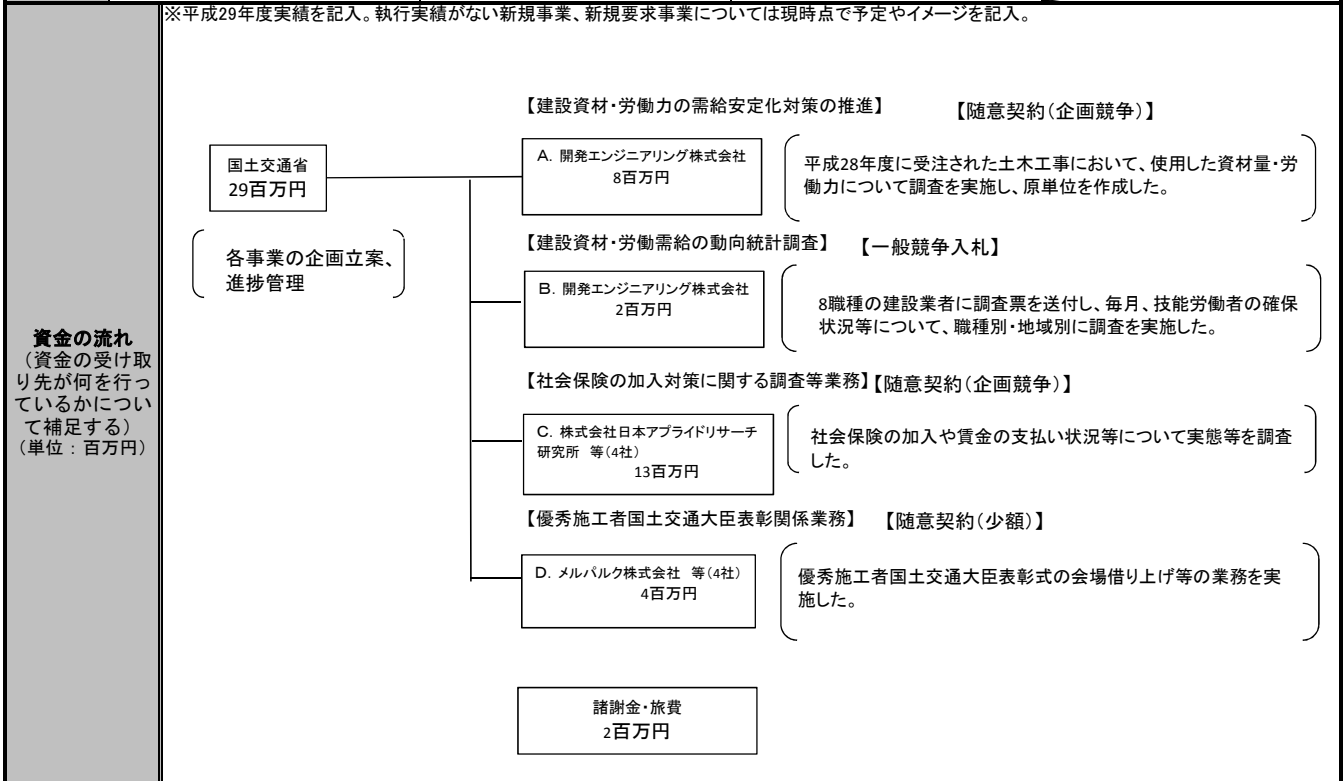 ※平成29年度実績を記入。執行実績がない新規事業、新規要求事業については現時点で予定やイメージを記入。
資金の流れ
（資金の受け取
り先が何を行っ
ているかについ
て補足する）
（単位：百万円）
国土交通省
29百万円
各事業の企画立案、
進捗管理
【建設資材・労働力の需給安定化対策の推進】
【随意契約（企画競争）】
A．開発エンジニアリング株式会社
8百万円
平成28年度に受注された土木工事において、使用した資材量・労
働力について調査を実施し、原単位を作成した。
【建設資材・労働需給の動向統計調査】
【一般競争入札】
B．開発エンジニアリング株式会社
2百万円
8職種の建設業者に調査票を送付し、毎月、技能労働者の確保
状況等について、職種別・地域別に調査を実施した。
【社会保険の加入対策に関する調査等業務】
【随意契約（企画競争）】
C．株式会社日本アプライドリサーチ
研究所 等（4社）
13百万円
社会保険の加入や賃金の支払い状況等について実態等を調査
した。
【優秀施工者国土交通大臣表彰関係業務】
【随意契約（少額）】
D．メルパルク株式会社 等（4社）
4百万円
優秀施工者国土交通大臣表彰式の会場借り上げ等の業務を実
施した。
諸謝金・旅費
2百万円